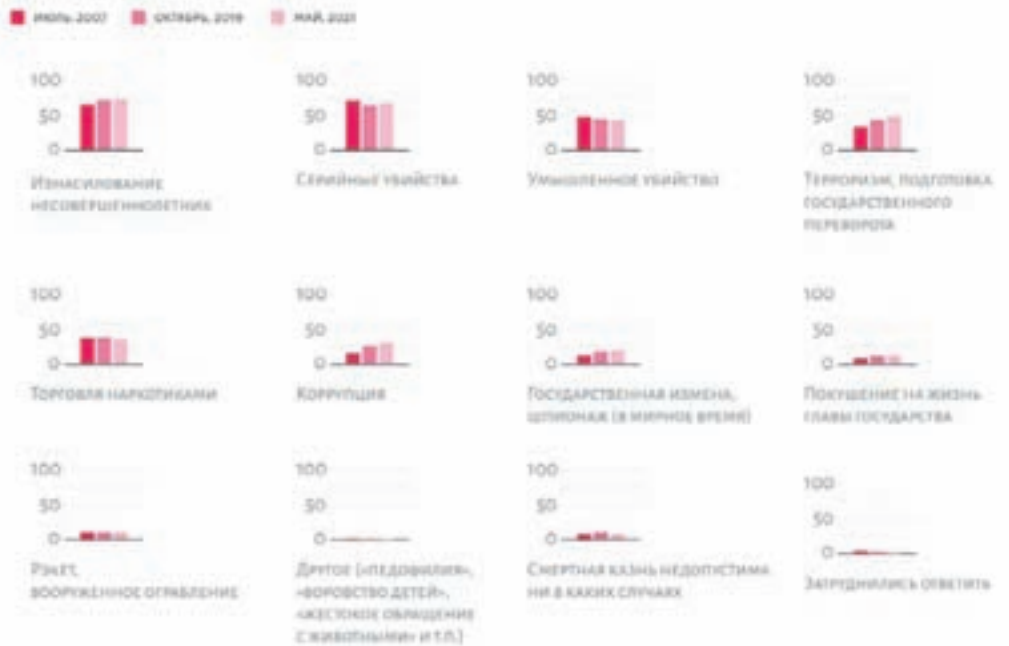 ИЮЛЬ, 2007 ОКТЯБРЬ, 2019 МАЙ, 2021
100
50
0
ИЗНАСИЛОВАНИЕ
НЕСОВЕРШЕННОЛЕТНИХ
100
50
0
СЕРИЙНЫЕ УБИЙСТВА
100
50
0
УМЫШЛЕННОЕ УБИЙСТВО
100
50
0
ТЕРРОРИЗМ, ПОДГОТОВКА
ГОСУДАРСТВЕННОГО
ПЕРЕВОРОТА
100
50
0
ТОРГОВЛЯ НАРКОТИКАМИ
100
50
0
КОРРУПЦИЯ
100
50
0
ГОСУДАРСТВЕННАЯ ИЗМЕНА,
ШПИОНАЖ (В МИРНОЕ ВРЕМЯ)
100
50
0
ПОКУШЕНИЕ НА ЖИЗНЬ
ГЛАВЫ ГОСУДАРСТВА
100
50
0
РЭКЕТ,
ВООРУЖЕННОЕ ОГРАБЛЕНИЕ
100
50
0
ДРУГОЕ («ПЕДОФИЛИЯ»,
«ВОРОВСТВО ДЕТЕЙ»,
«ЖЕСТОКОЕ ОБРАЩЕНИЕ
С ЖИВОТНЫМИ» И Т.П.)
100
50
0
СМЕРТНАЯ КАЗНЬ НЕДОПУСТИМА
НИ В КАКИХ СЛУЧАЯХ
100
50
0
ЗАТРУДНИЛИСЬ ОТВЕТИТЬ